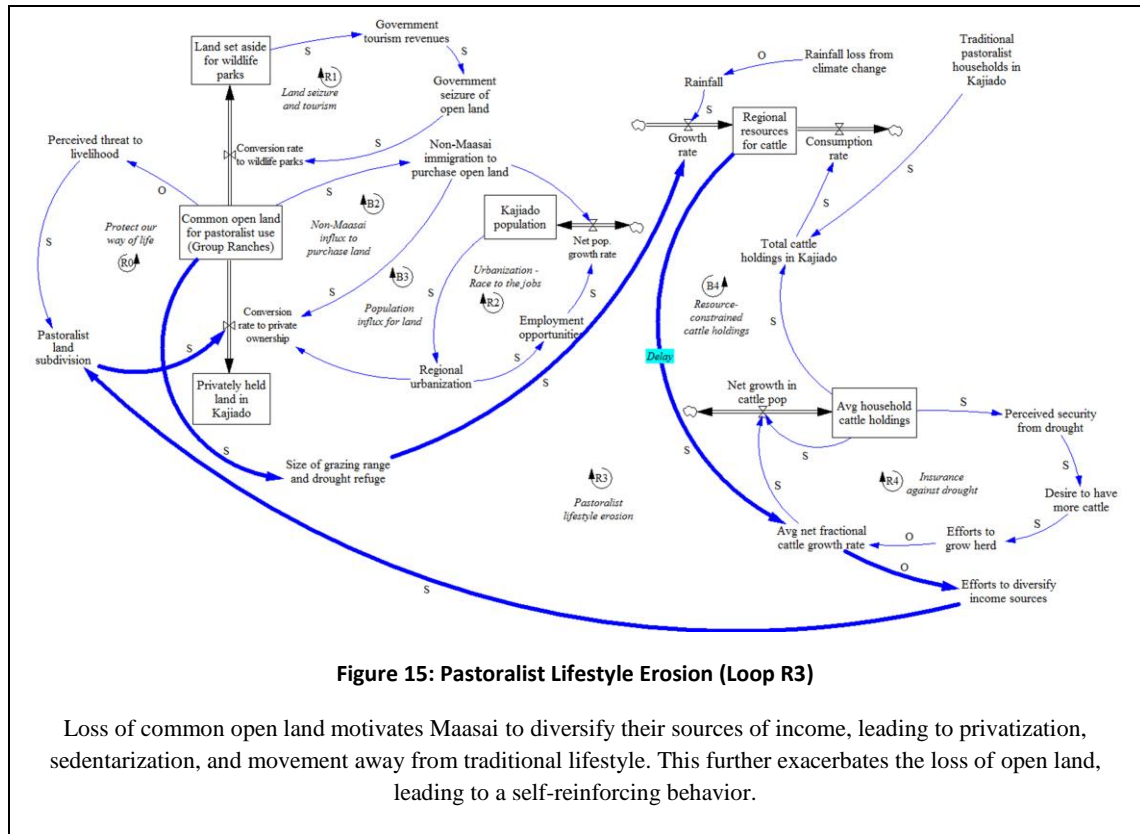 Land set aside
for wildlife
parks
S
Government
tourism revenues
S
R1
Land seizure
and tourism
Government
seizure of
open land
S
Conversion rate
to wildlife parks
Perceived threat to
livelihood
O
S
Protect our
way of life
R0
Common open land
for pastoralist use
(Group Ranches)
S
Non-Maasai
immigration to
purchase open land
B2
Non-Maasai
influx to
purchase land
S
S
B3
Population
influx for land
Kajiado
population
Net pop.
growth rate
S
Urbanization -
Race to the jobs
R2
S
Employment
opportunities
S
Regional
urbanization
S
Conversion
rate to private
ownership
S
Pastoralist
land
subdivision
Privately held
land in
Kajiado
S
Size of grazing range
and drought refuge
S
Rainfall
O
Rainfall loss from
climate change
S
Growth
rate
Regional
resources
for cattle
Consumption
rate
S
Traditional
pastoralist
households in
Kajiado
S
Total cattle
holdings in Kajiado
B4
Resource-
constrained
cattle holdings
S
Delay
S
Net growth in
cattle pop
Avg household
cattle holdings
S
S
S
Perceived security
from drought
S
Desire to have
more cattle
S
R4
Insurance
against drought
Efforts to
grow herd
O
Avg net fractional
cattle growth rate
O
Efforts to diversify
income sources
S
R3
Pastoralist
lifestyle erosion
Figure 15: Pastoralist Lifestyle Erosion (Loop R3)
Loss of common open land motivates Maasai to diversify their sources of income, leading to privatization,
sedentarization, and movement away from traditional lifestyle. This further exacerbates the loss of open land,
leading to a self-reinforcing behavior.